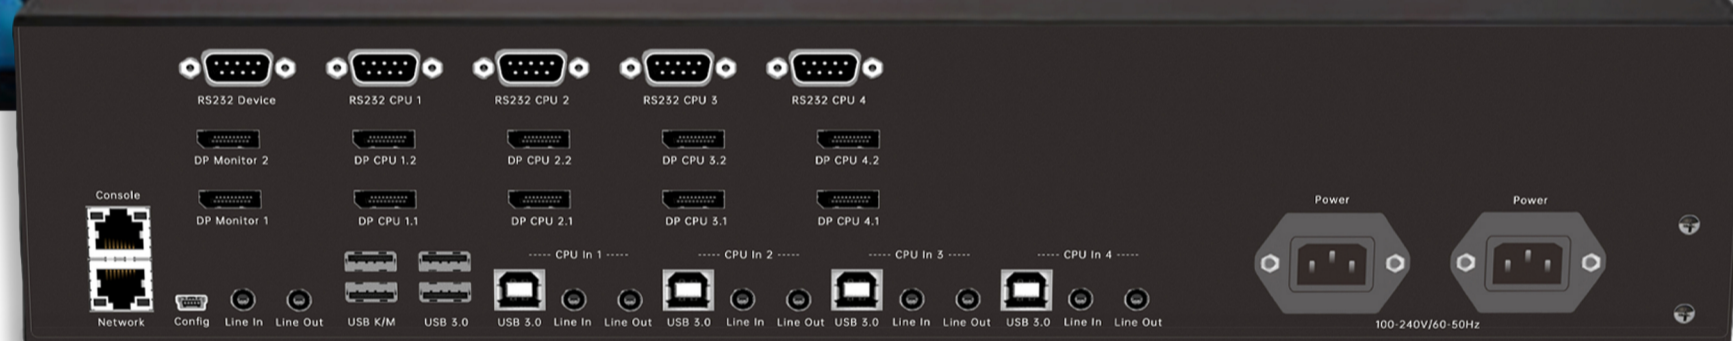 RS232 Device RS232 CPU 1 RS232 CPU 2 RS232 CPU 3 RS232 CPU 4
DP Monitor 2 DP CPU 1.2 DP CPU 2.2 DP CPU 3.2 DP CPU 4.2
Console
Power Power
DP Monitor 1 DP CPU 1.1 DP CPU 2.1 DP CPU 3.1 DP CPU 4.1
----- CPU In 1 ----- ----- CPU In 2 ----- ----- CPU In 3 ----- ----- CPU In 4 -----
Network Config Line In Line Out USB K/M USB 3.0 USB 3.0 Line In Line Out USB 3.0 Line In Line Out USB 3.0 Line In Line Out USB 3.0 Line In Line Out
100-240V/60-50Hz